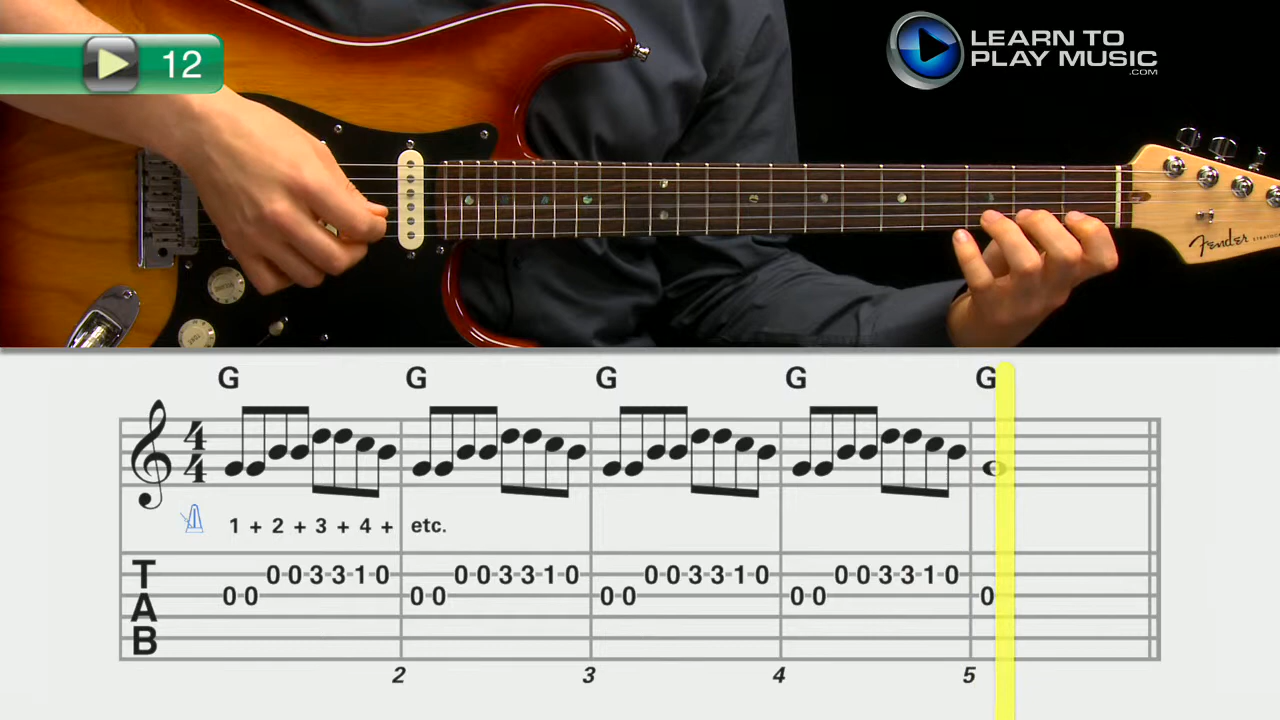 12
LEARN TO
PLAY MUSIC
.COM
Fender
G G G G G
4
4
1 + 2 + 3 + 4 + etc.
T
A
B
0-0-3-3-1-0 0-0-3-3-1-0 0-0-3-3-1-0 0-0-3-3-1-0
0-0 0-0 0-0 0-0 0
2 3 4 5